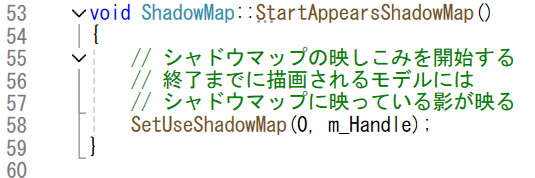 53 void ShadowMap::StartAppearsShadowMap()
54 {
55 // シャドウマップの映しこみを開始する
56 // 終了までに描画されるモデルには
57 // シャドウマップに映っている影が映る
58 SetUseShadowMap(0, m_Handle);
59 }
60